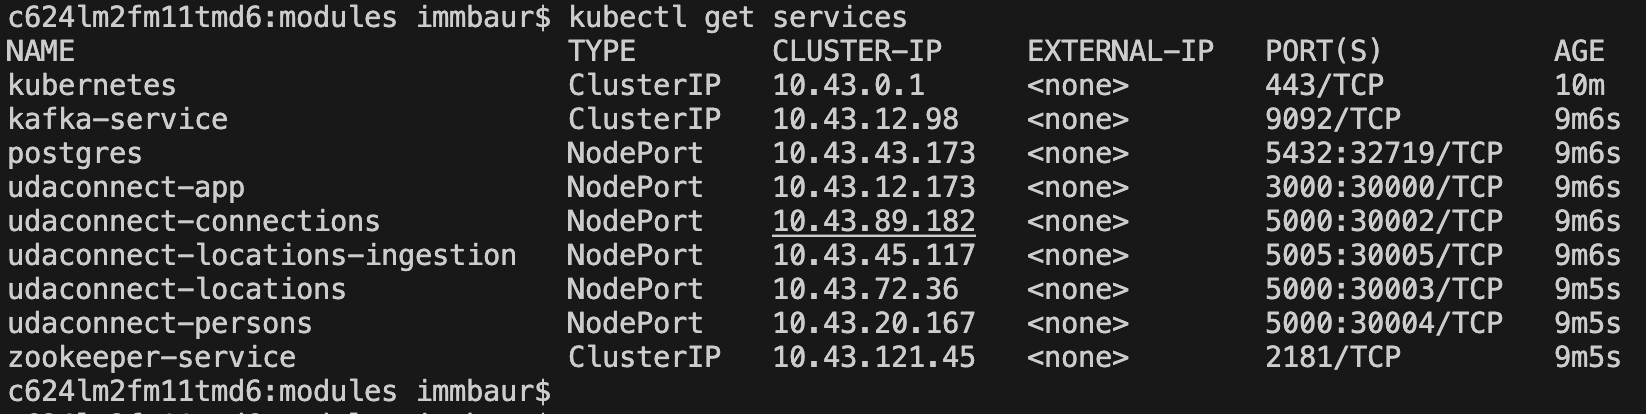 c624lm2fm11tmd6:modules immbaur$ kubectl get services
NAME TYPE CLUSTER-IP EXTERNAL-IP PORT(S) AGE
kubernetes ClusterIP 10.43.0.1 <none> 443/TCP 10m
kafka-service ClusterIP 10.43.12.98 <none> 9092/TCP 9m6s
postgres NodePort 10.43.43.173 <none> 5432:32719/TCP 9m6s
udaconnect-app NodePort 10.43.12.173 <none> 3000:30000/TCP 9m6s
udaconnect-connections NodePort 10.43.89.182 <none> 5000:30002/TCP 9m6s
udaconnect-locations-ingestion NodePort 10.43.45.117 <none> 5005:30005/TCP 9m6s
udaconnect-locations NodePort 10.43.72.36 <none> 5000:30003/TCP 9m5s
udaconnect-persons NodePort 10.43.20.167 <none> 5000:30004/TCP 9m5s
zookeeper-service ClusterIP 10.43.121.45 <none> 2181/TCP 9m5s
c624lm2fm11tmd6:modules immbaur$